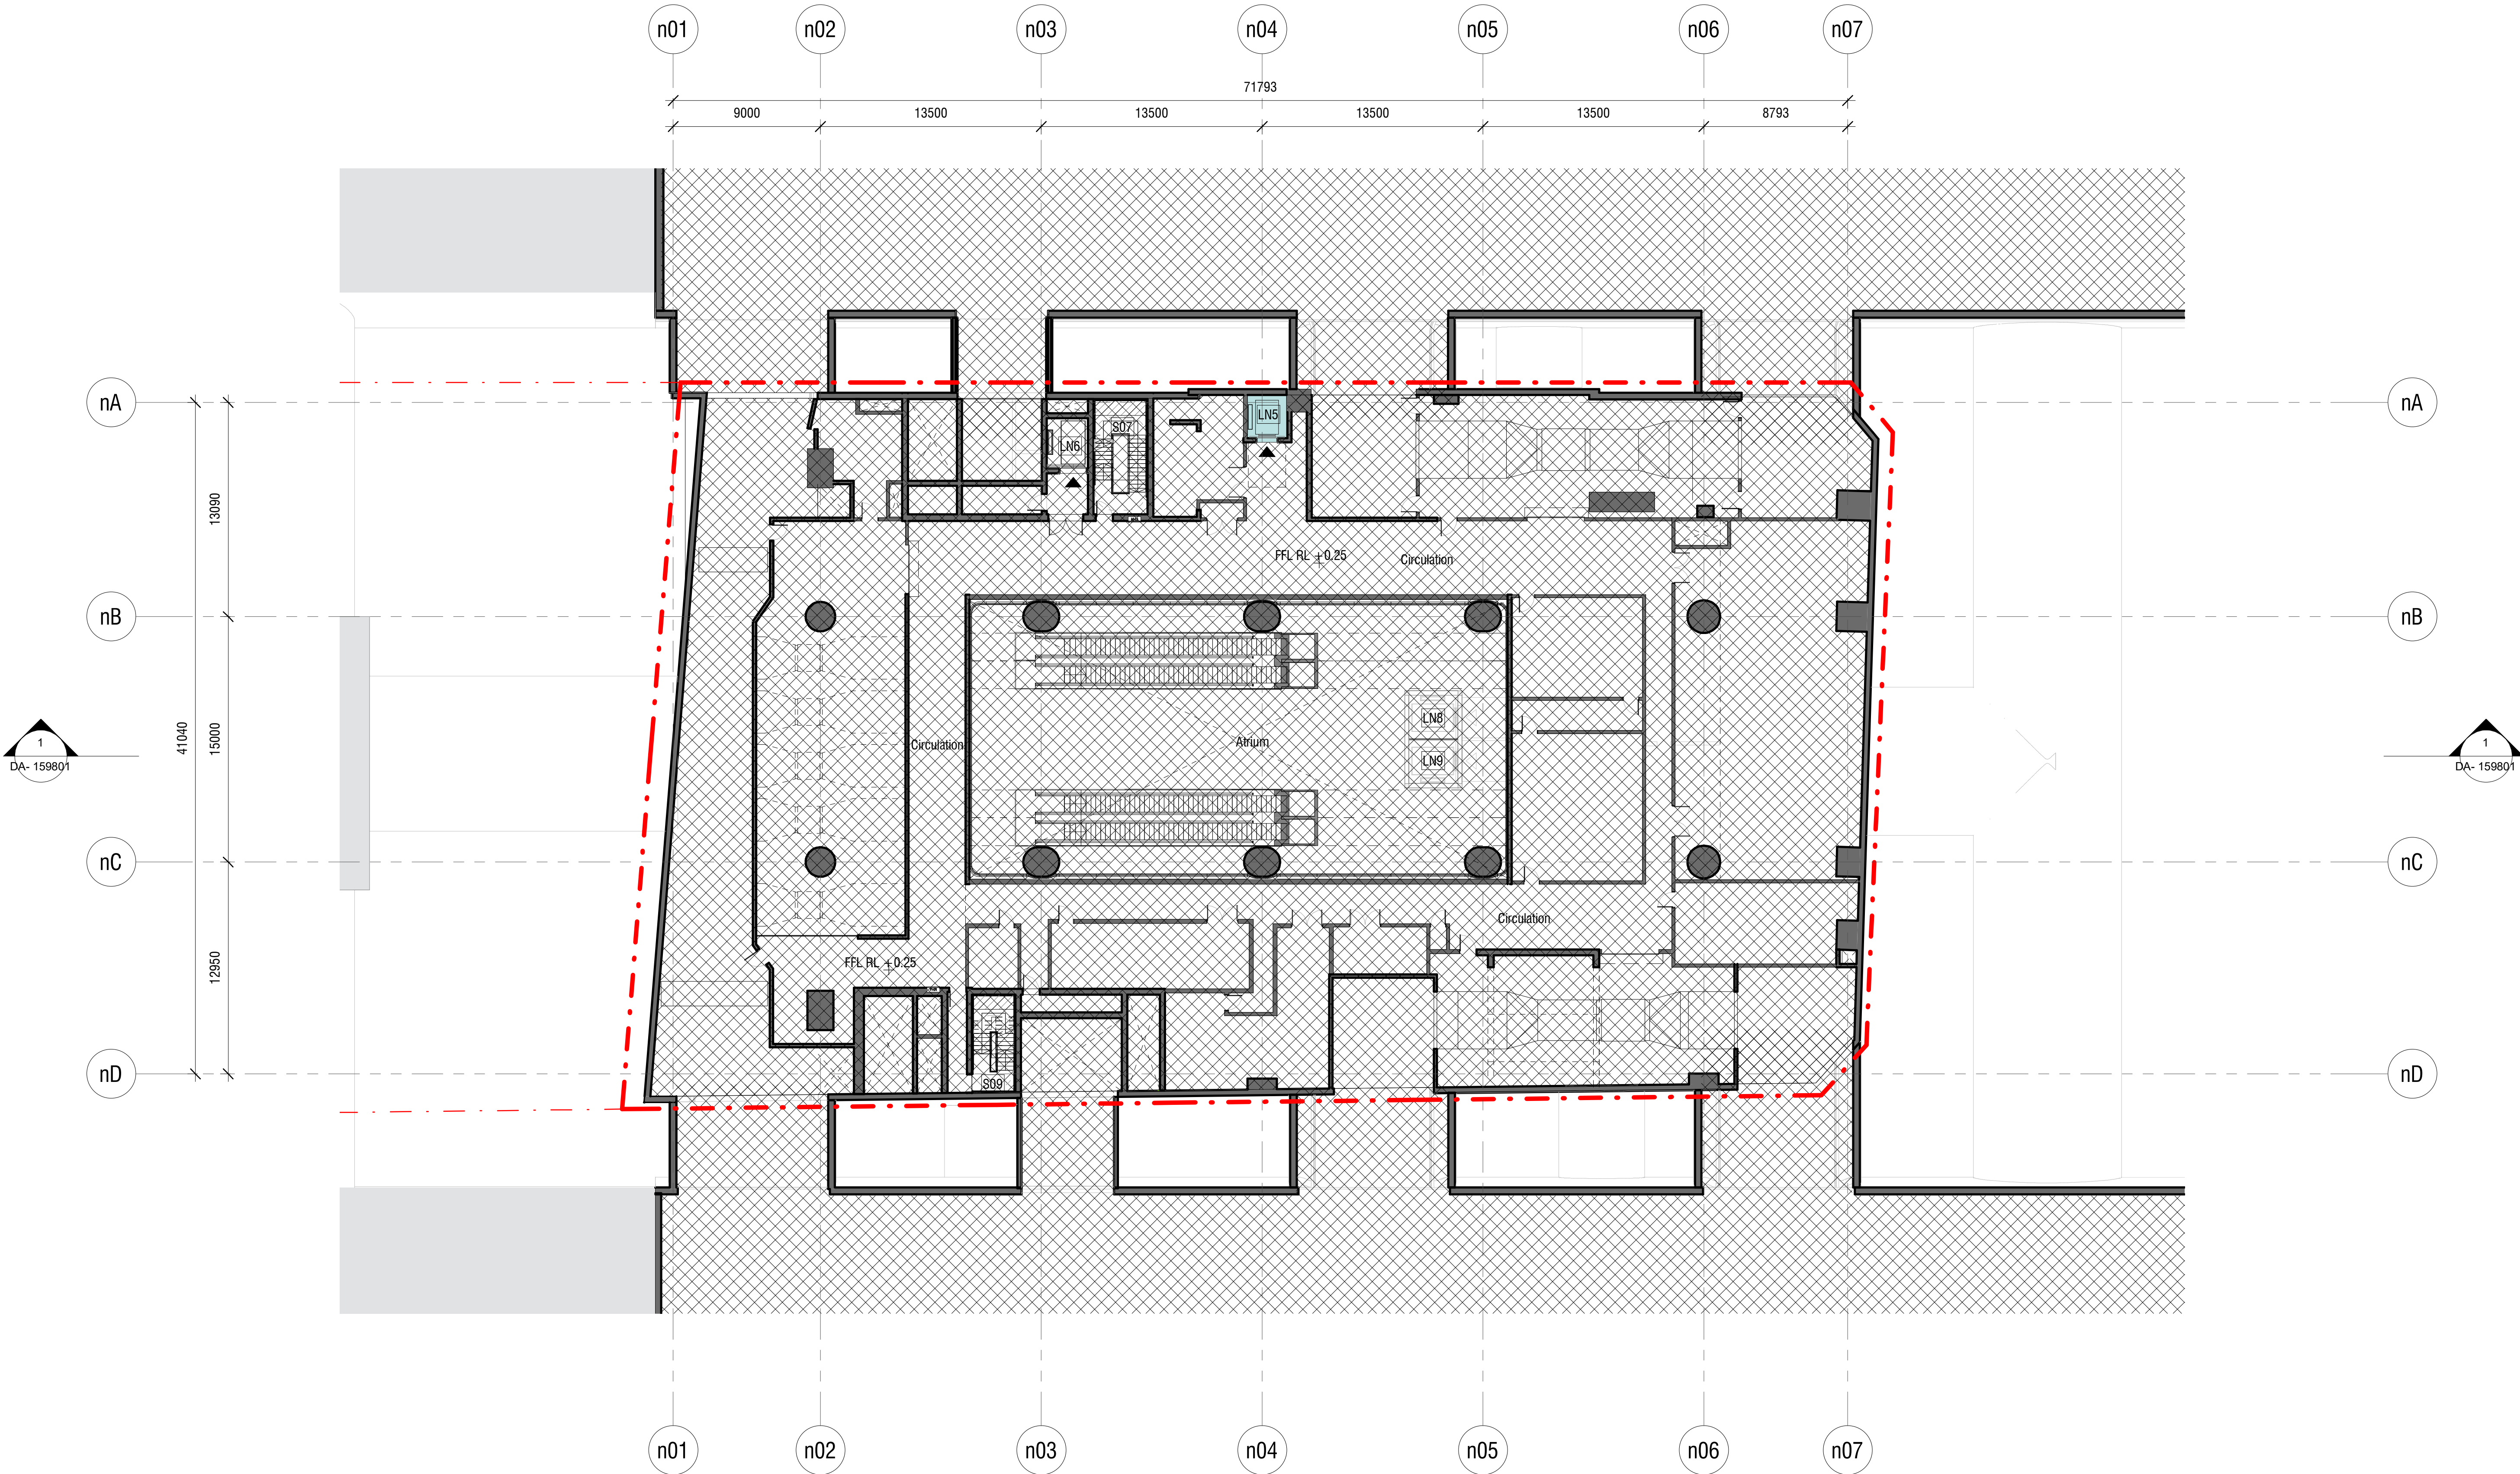 n01
n02
n03
n04
n05
n06
n07
71793
9000
13500
13500
13500
13500
8793
nA
nA
LN5
S07
LN6
13090
FFL RL +0.25
Circulation
nB
nB
LN8
41040
15000
Circulation
Atrium
1
DA- 159801
1
DA- 159801
LN9
nC
nC
Circulation
12950
FFL RL +0.25
nD
nD
S09
n01
n02
n03
n04
n05
n06
n07